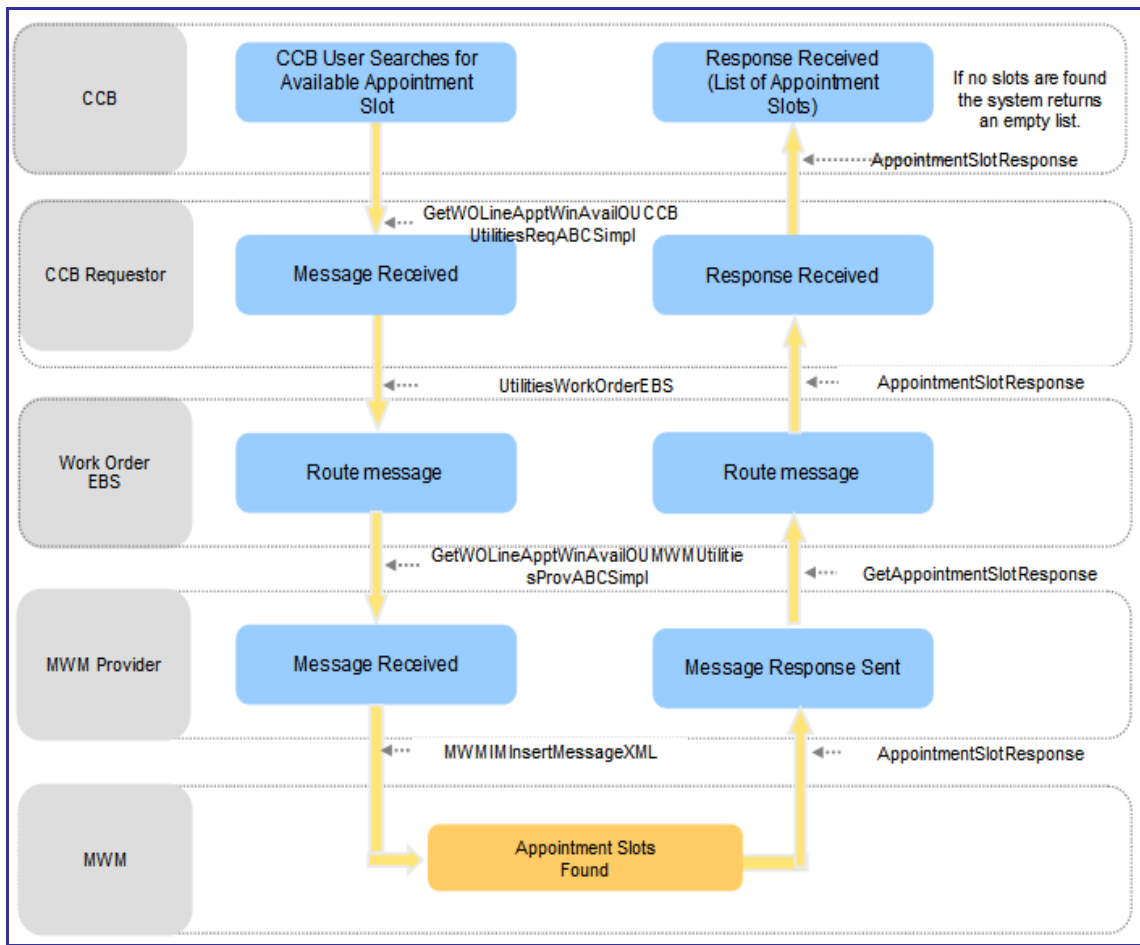 CCB
CCB User Searches for
Available Appointment
Slot
Response Received
(List of Appointment
Slots)
If no slots are found
the system returns
an empty list.
AppointmentSlotResponse
GetWOLineApptWinAvailOUCCB
UtilitiesReqABCSimpl
CCB Requestor
Message Received
Response Received
UtilitiesWorkOrderEBS
AppointmentSlotResponse
Work Order
EBS
Route message
Route message
GetWOLineApptWinAvailOUMWMUtilitie
sProvABCSimpl
GetAppointmentSlotResponse
MWM Provider
Message Received
Message Response Sent
MWMIMInsertMessageXML
AppointmentSlotResponse
MWM
Appointment Slots
Found